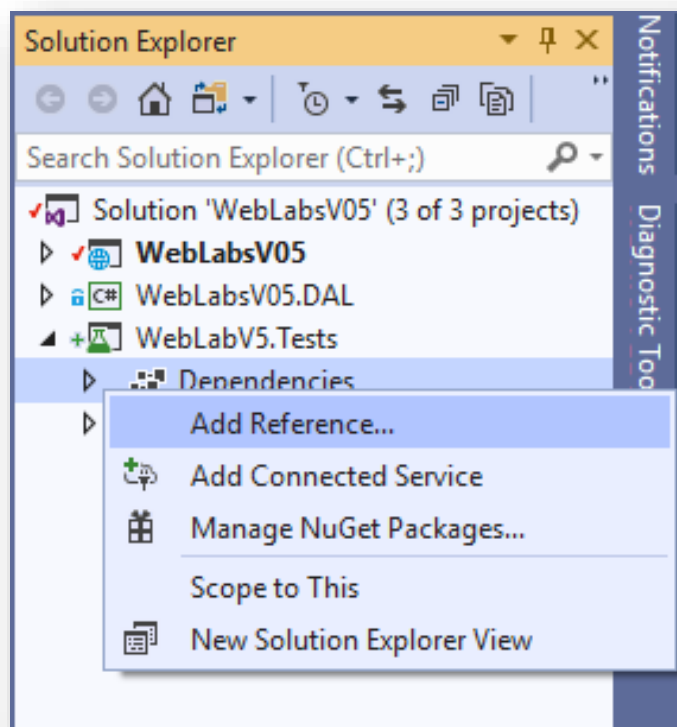 Solution Explorer
Search Solution Explorer (Ctrl+;)
Solution 'WebLabsV05' (3 of 3 projects)
WebLabsV05
C# WebLabsV05.DAL
WebLabV5.Tests
Dependencies
Add Reference...
Add Connected Service
Manage NuGet Packages...
Scope to This
New Solution Explorer View
Notifications
Diagnostic Too